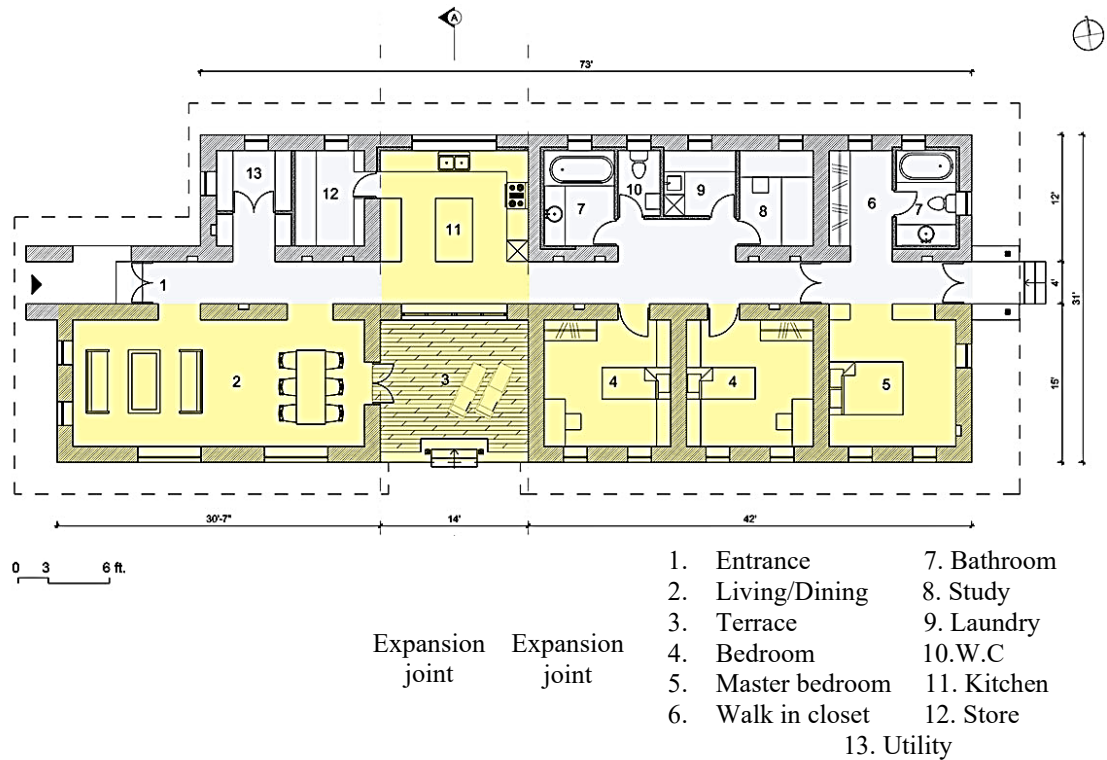 A
73'
13
12
11
7
10
9
8
6
7
12'
1
4'
31'
2
3
4
4
5
15'
30'-7"
14'
42'
0 3 6 ft.
Expansion joint
Expansion joint
1. Entrance
2. Living/Dining
3. Terrace
4. Bedroom
5. Master bedroom
6. Walk in closet
7. Bathroom
8. Study
9. Laundry
10.W.C
11. Kitchen
12. Store
13. Utility